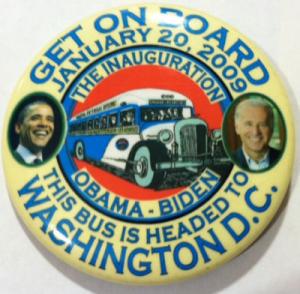 GET ON BOARD
JANUARY 20, 2009
THE INAUGURATION
OBAMA - BIDEN
THIS BUS IS HEADED TO
WASHINGTON D.C.